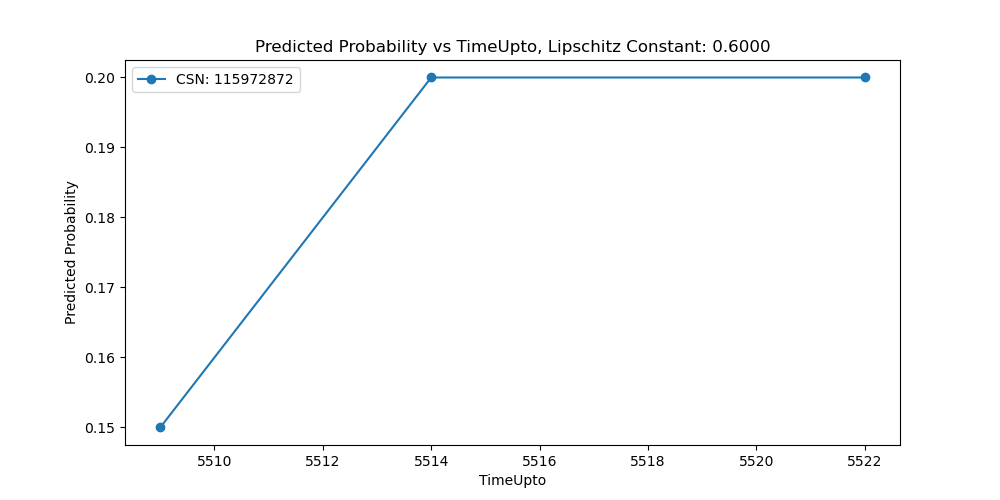 Predicted Probability vs TimeUpto, Lipschitz Constant: 0.6000
CSN: 115972872
Predicted Probability
0.20
0.19
0.18
0.17
0.16
0.15
5510 5512 5514 5516 5518 5520 5522
TimeUpto